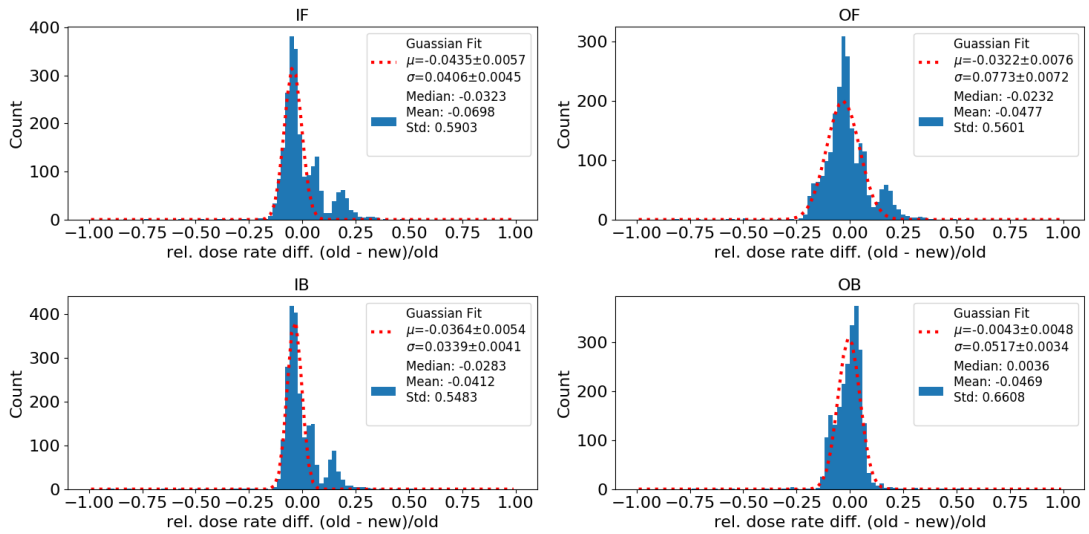 IF
400
300
200
100
0
Count
Guassian Fit
μ=-0.0435±0.0057
σ=0.0406±0.0045
Median: -0.0323
Mean: -0.0698
Std: 0.5903
−1.00 −0.75 −0.50 −0.25 0.00 0.25 0.50 0.75 1.00
rel. dose rate diff. (old - new)/old
OF
300
200
100
0
Count
Guassian Fit
μ=-0.0322±0.0076
σ=0.0773±0.0072
Median: -0.0232
Mean: -0.0477
Std: 0.5601
−1.00 −0.75 −0.50 −0.25 0.00 0.25 0.50 0.75 1.00
rel. dose rate diff. (old - new)/old
IB
400
300
200
100
0
Count
Guassian Fit
μ=-0.0364±0.0054
σ=0.0339±0.0041
Median: -0.0283
Mean: -0.0412
Std: 0.5483
−1.00 −0.75 −0.50 −0.25 0.00 0.25 0.50 0.75 1.00
rel. dose rate diff. (old - new)/old
OB
300
200
100
0
Count
Guassian Fit
μ=-0.0043±0.0048
σ=0.0517±0.0034
Median: 0.0036
Mean: -0.0469
Std: 0.6608
−1.00 −0.75 −0.50 −0.25 0.00 0.25 0.50 0.75 1.00
rel. dose rate diff. (old - new)/old